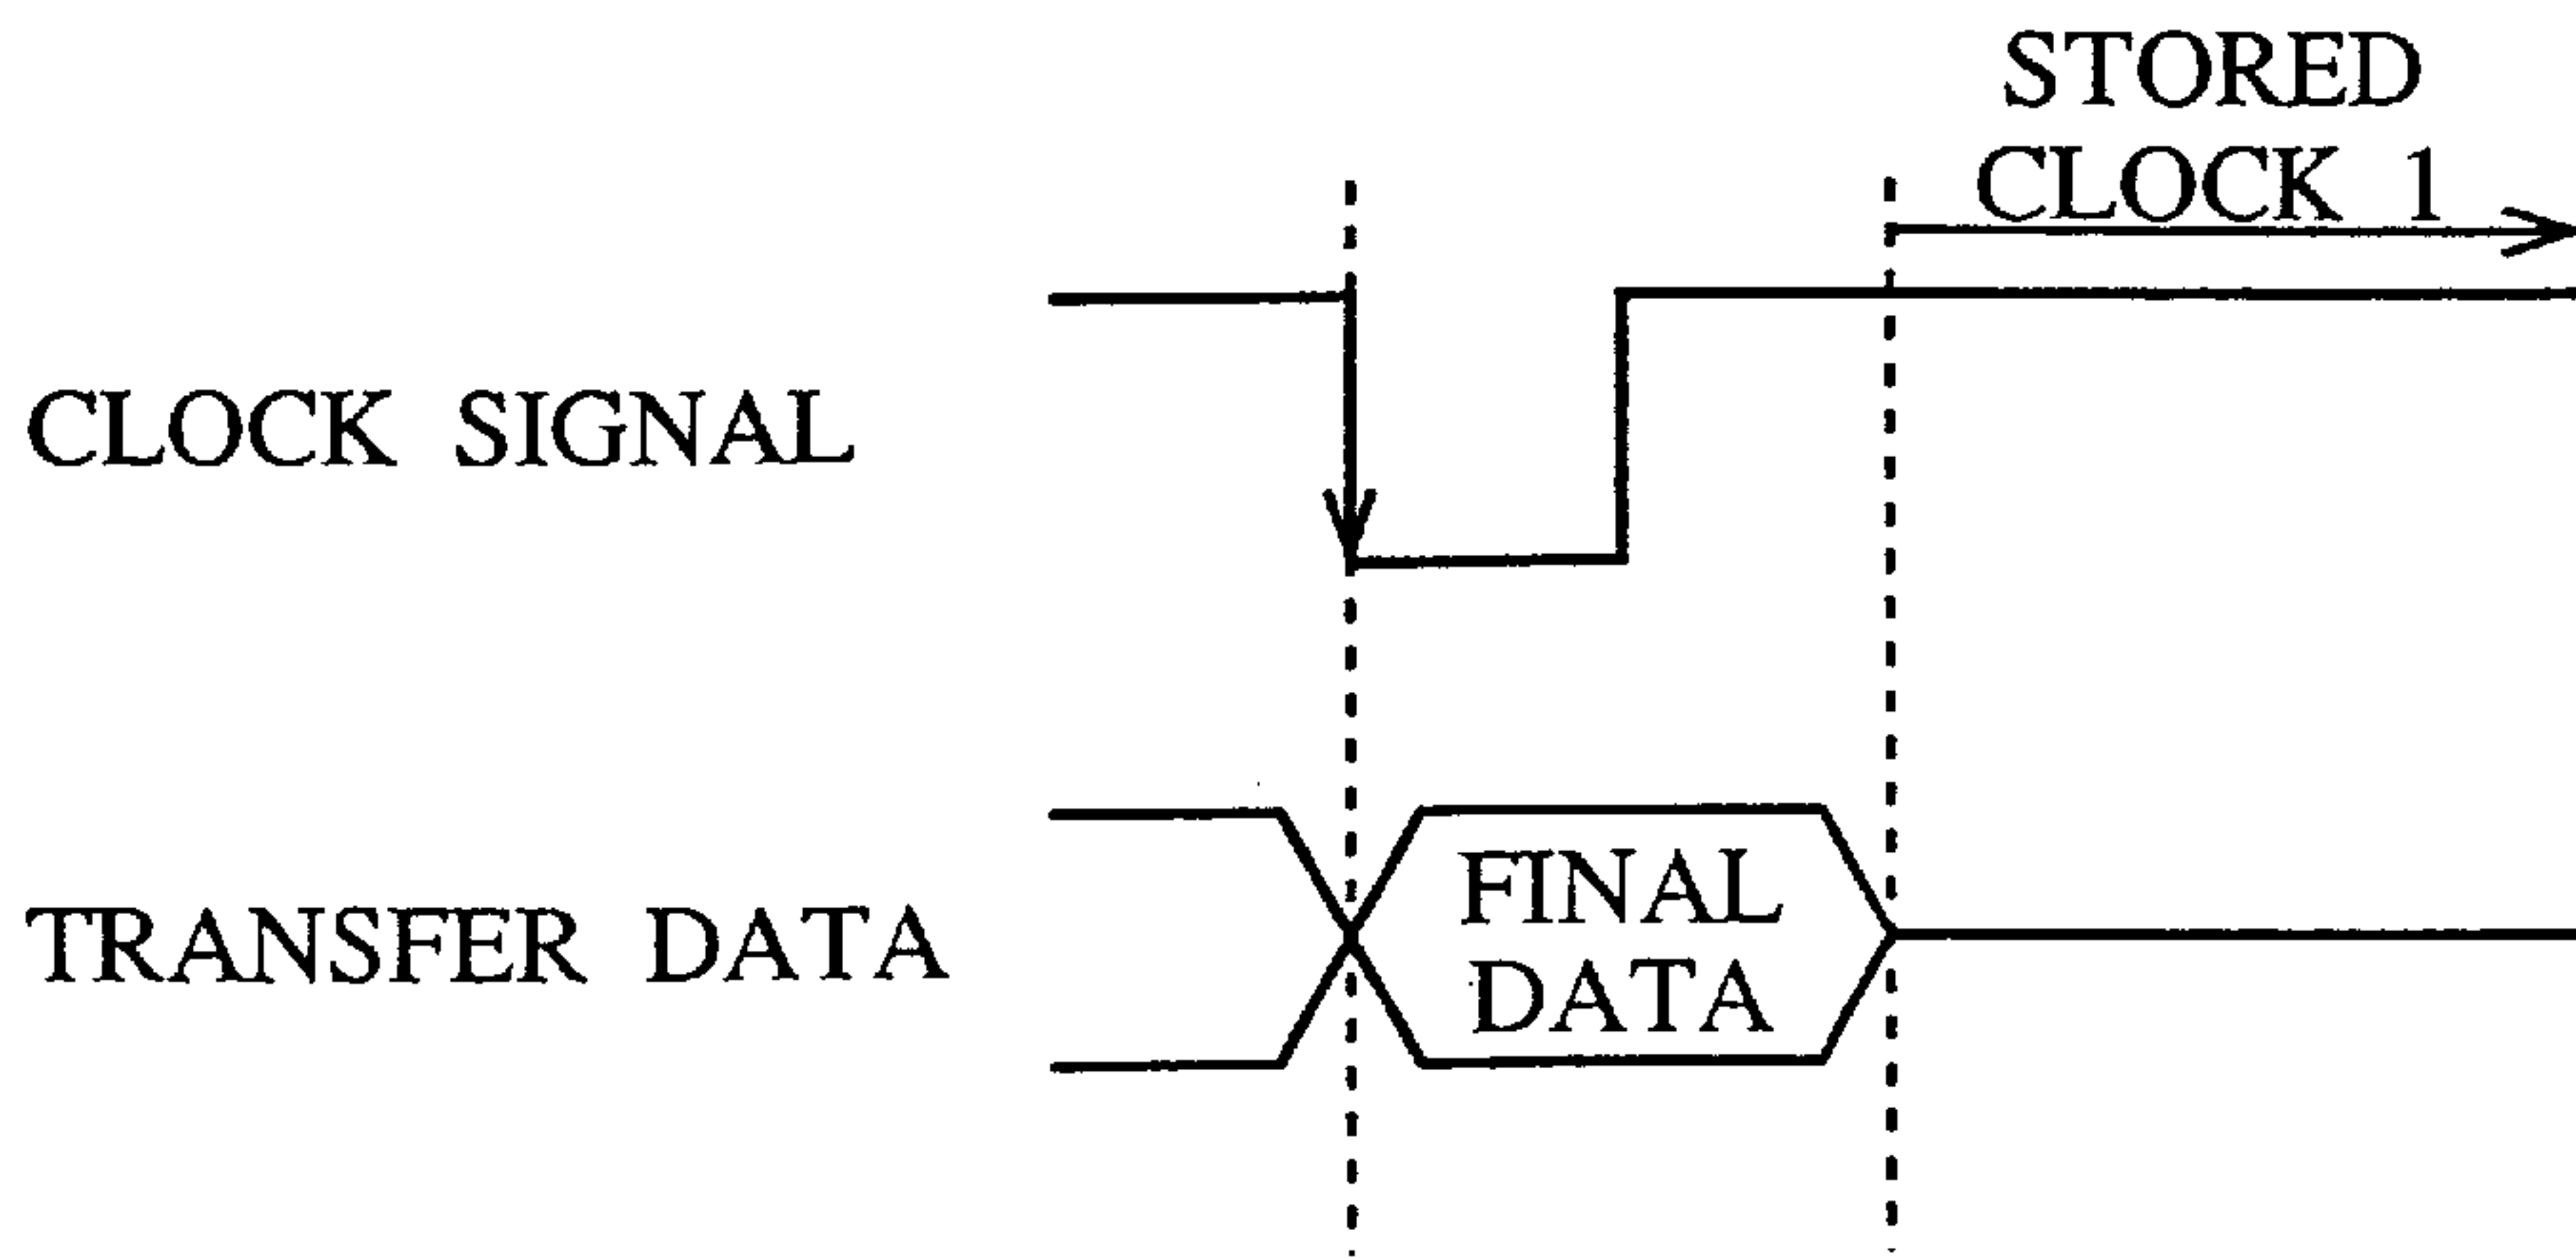 STORED
CLOCK 1
CLOCK SIGNAL
TRANSFER DATA
FINAL
DATA